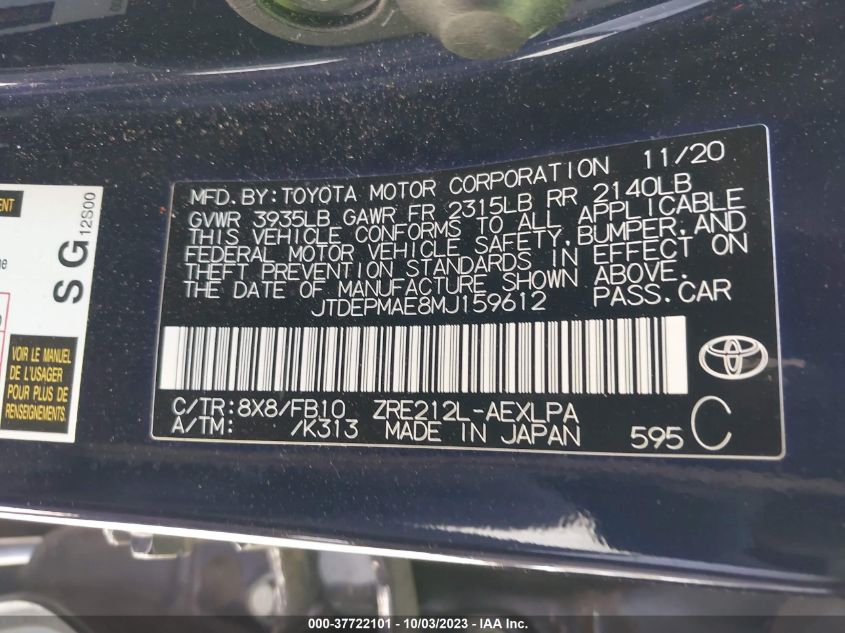 MFD. BY: TOYOTA MOTOR CORPORATION 11/20
GVWR 3935LB GAWR FR 2315LB RR 2140LB
THIS VEHICLE CONFORMS TO ALL APPLICABLE
FEDERAL MOTOR VEHICLE SAFETY, BUMPER, AND
THEFT PREVENTION STANDARDS IN EFFECT ON
THE DATE OF MANUFACTURE SHOWN ABOVE.
JTDEPMAE8MJ159612 PASS. CAR
C/TR: 8X8/FB10 ZRE212L-AEXLPA
A/TM: /K313 MADE IN JAPAN 595 C
SG 12S00
VOIR LE MANUEL
DE L'USAGER
POUR PLUS DE
PRÉCISIONS
000-37722101 - 10/03/2023 - IAA Inc.